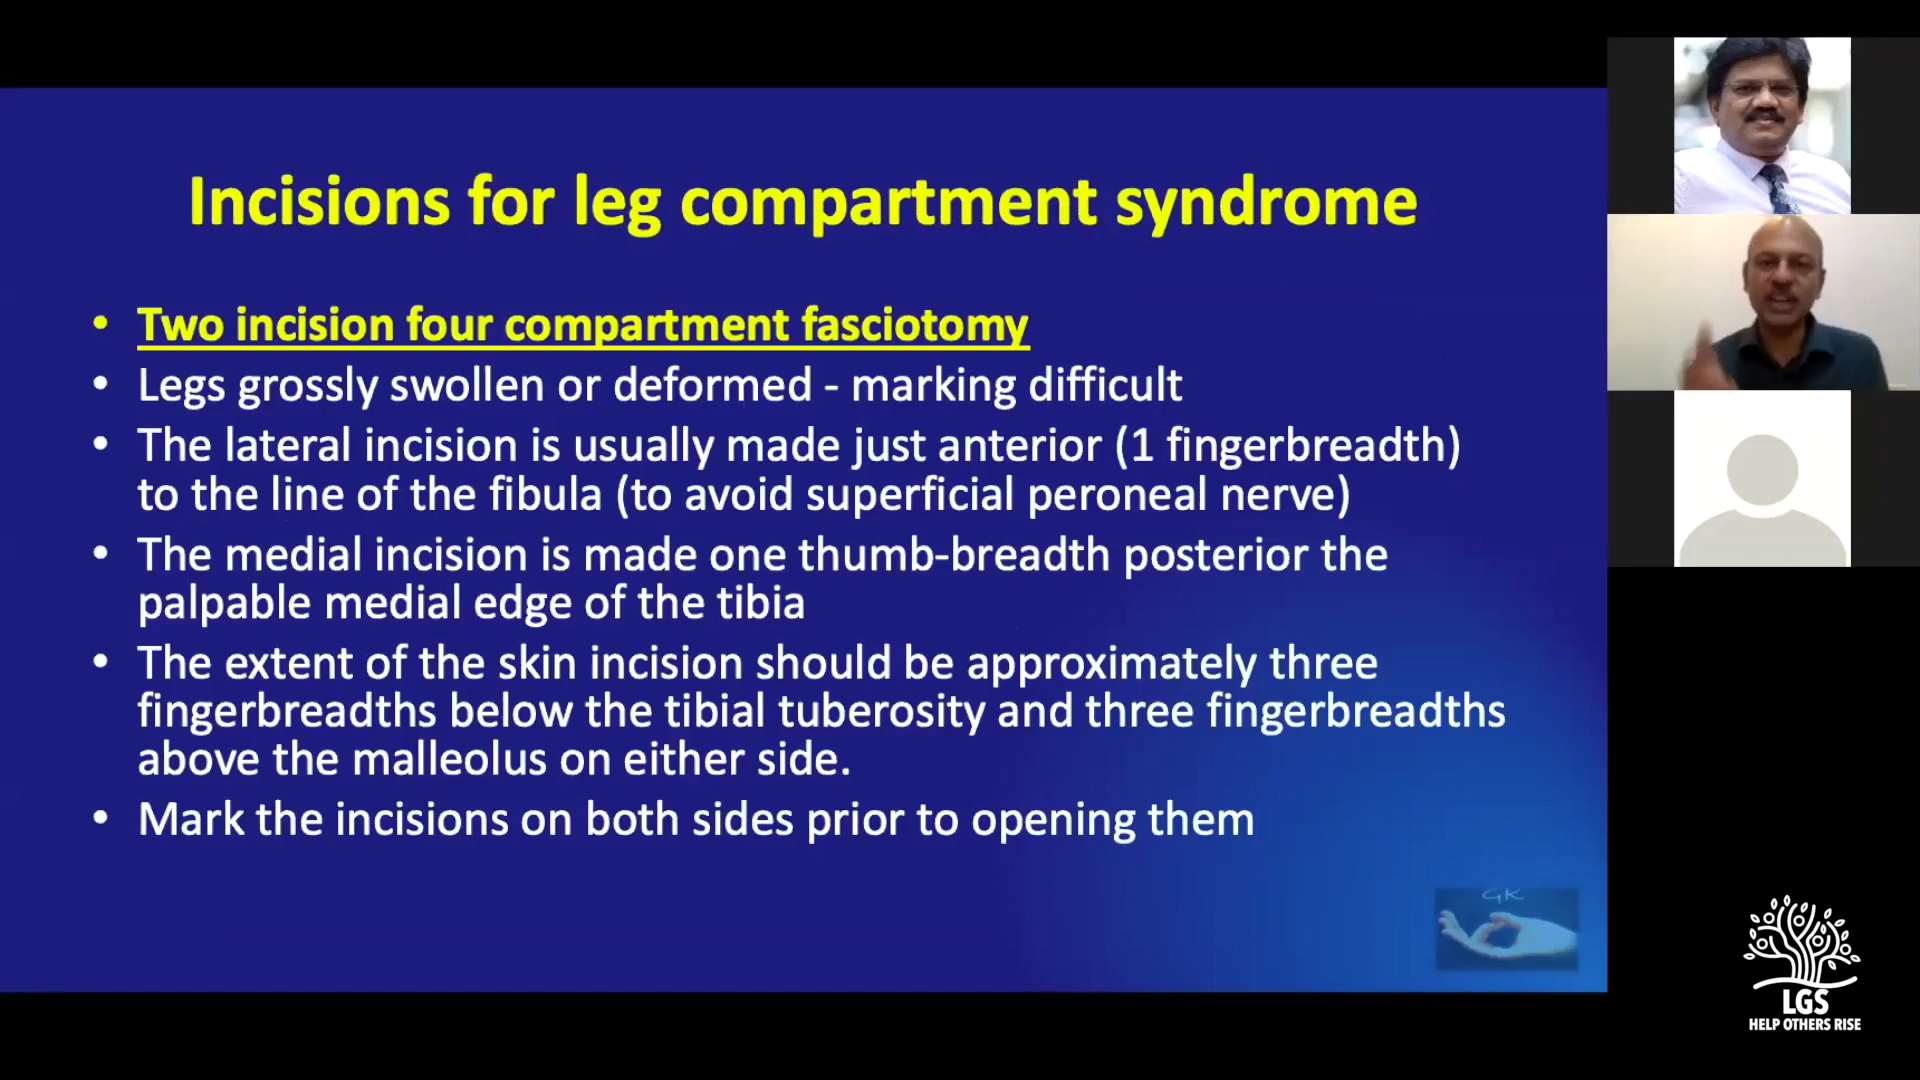 Incisions for leg compartment syndrome
• Two incision four compartment fasciotomy
• Legs grossly swollen or deformed - marking difficult
• The lateral incision is usually made just anterior (1 fingerbreadth)
to the line of the fibula (to avoid superficial peroneal nerve)
• The medial incision is made one thumb-breadth posterior the
palpable medial edge of the tibia
• The extent of the skin incision should be approximately three
fingerbreadths below the tibial tuberosity and three fingerbreadths
above the malleolus on either side.
• Mark the incisions on both sides prior to opening them
GK
LGS
HELP OTHERS RISE